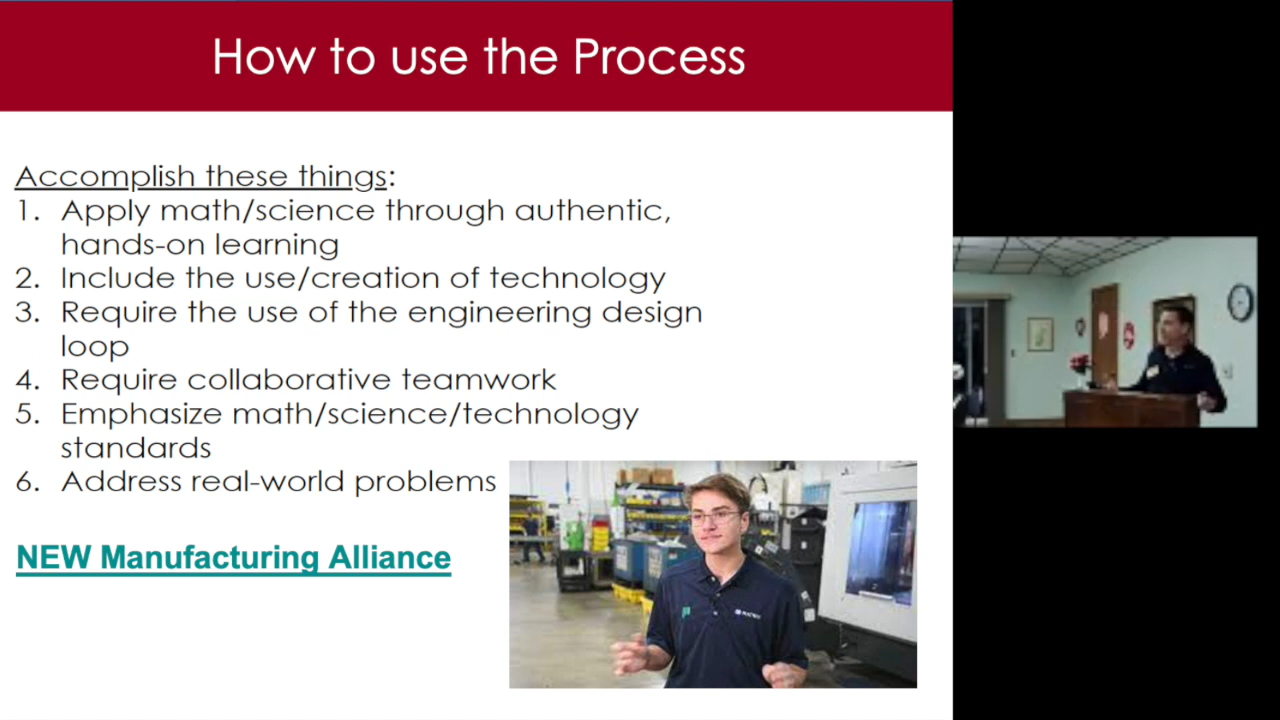 How to use the Process
Accomplish these things:
1. Apply math/science through authentic,
hands-on learning
2. Include the use/creation of technology
3. Require the use of the engineering design
loop
4. Require collaborative teamwork
5. Emphasize math/science/technology
standards
6. Address real-world problems
NEW Manufacturing Alliance